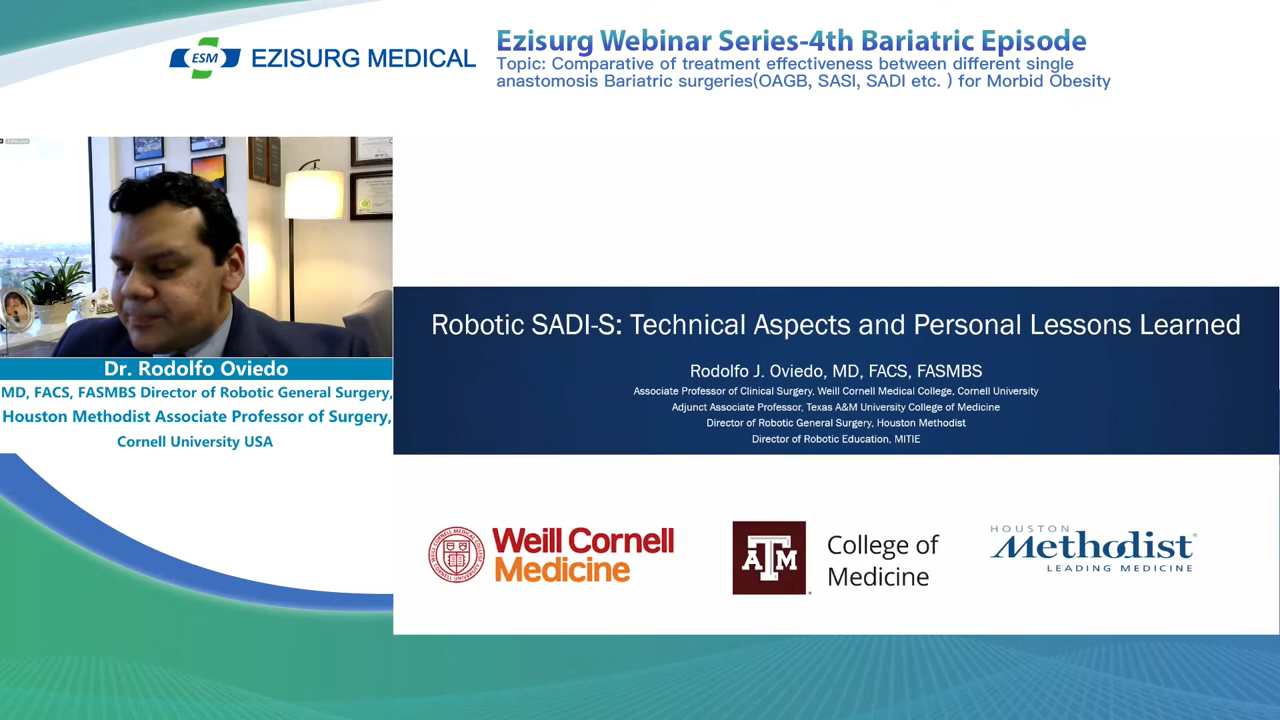 ESM
EZISURG MEDICAL
Ezisurg Webinar Series-4th Bariatric Episode
Topic: Comparative of treatment effectiveness between different single
anastomosis Bariatric surgeries(OAGB, SASI, SADI etc. ) for Morbid Obesity
Dr. Rodolfo Oviedo
MD, FACS, FASMBS Director of Robotic General Surgery,
Houston Methodist Associate Professor of Surgery,
Cornell University USA
Robotic SADI-S: Technical Aspects and Personal Lessons Learned
Rodolfo J. Oviedo, MD, FACS, FASMBS
Associate Professor of Clinical Surgery, Weill Cornell Medical College, Cornell University
Adjunct Associate Professor, Texas A&M University College of Medicine
Director of Robotic General Surgery, Houston Methodist
Director of Robotic Education, MITIE
Weill Cornell
Medicine
ATM
College of
Medicine
HOUSTON
Methodist®
LEADING MEDICINE